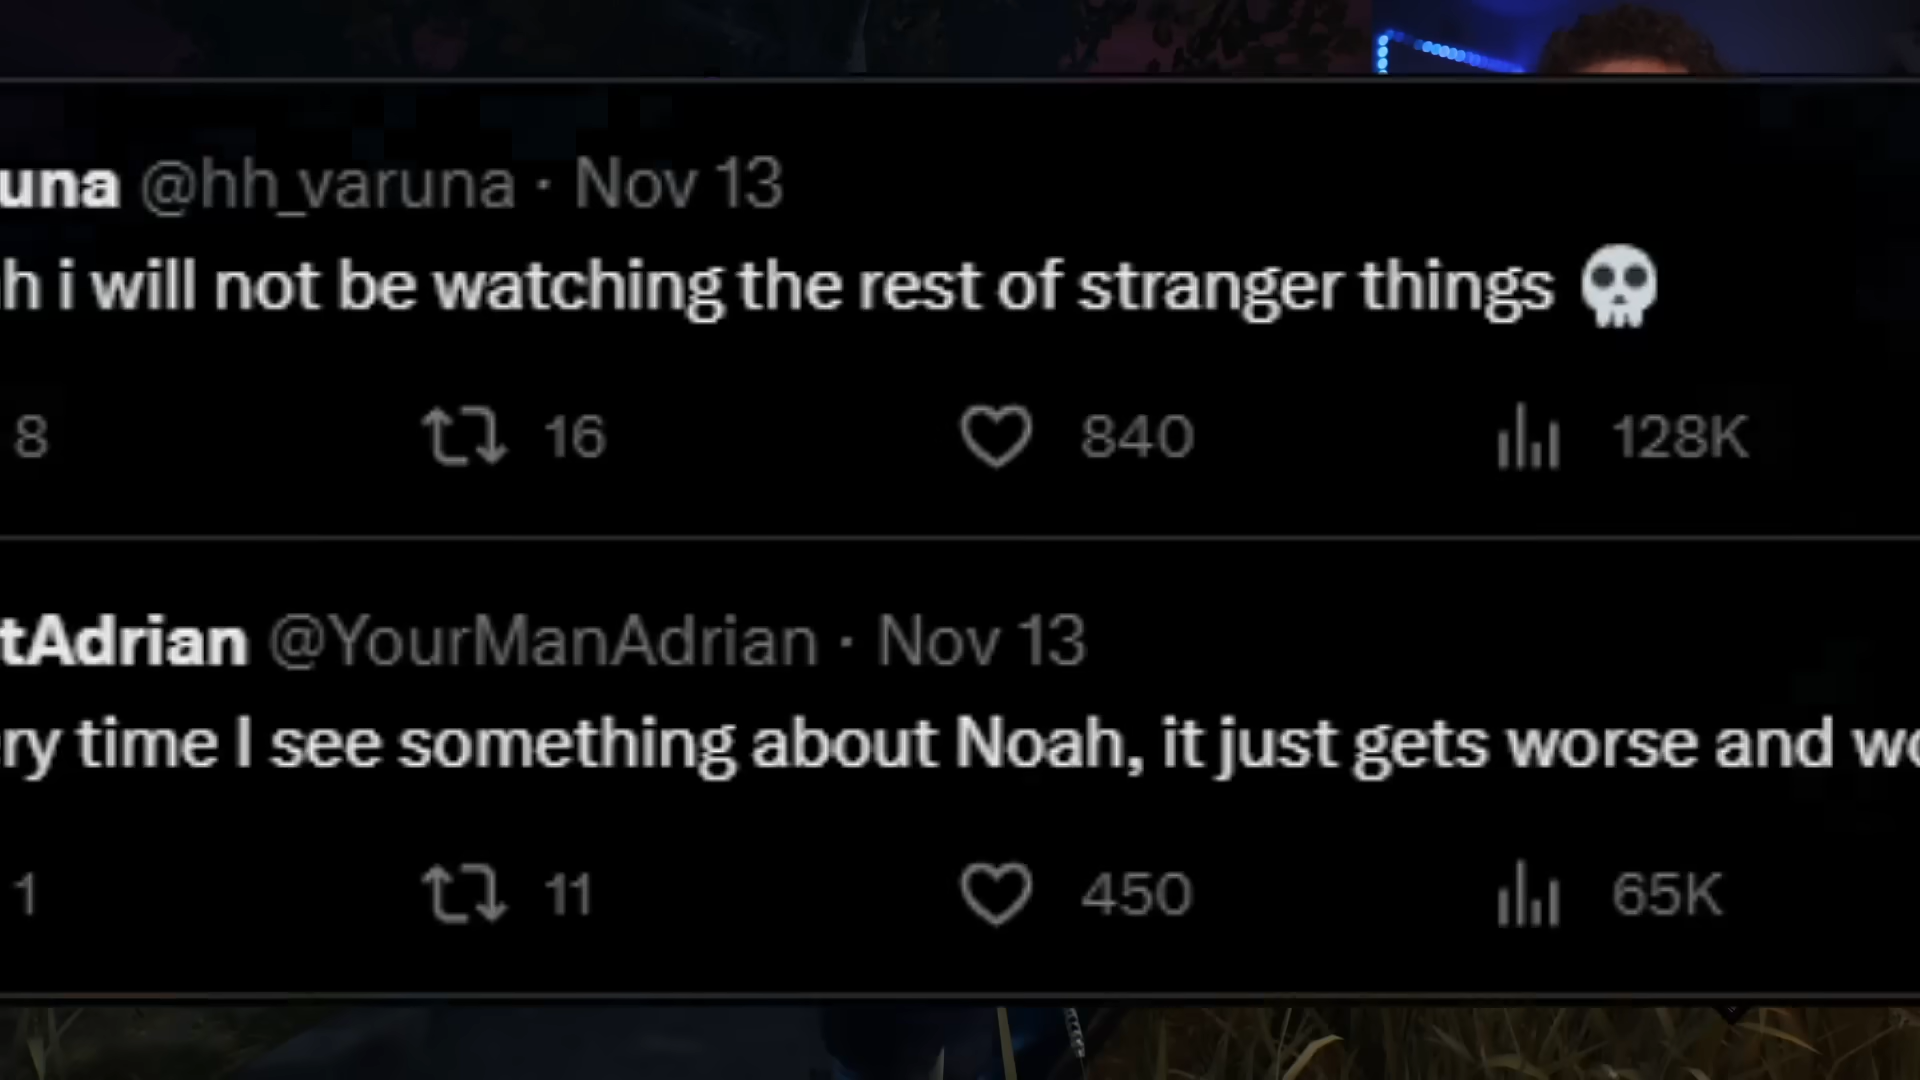 una @hh_varuna · Nov 13
h i will not be watching the rest of stranger things 💀
8 16 840 128K
tAdrian @YourManAdrian · Nov 13
ry time I see something about Noah, it just gets worse and wo
1 11 450 65K